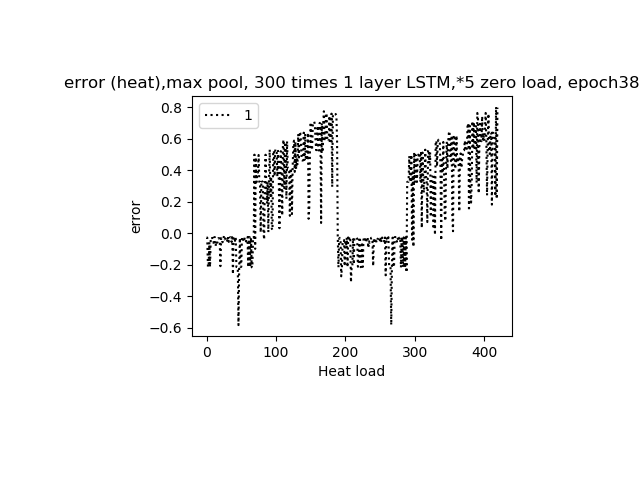 error (heat),max pool, 300 times 1 layer LSTM,*5 zero load, epoch38
1
0.8
0.6
0.4
0.2
0.0
−0.2
−0.4
−0.6
error
0 100 200 300 400
Heat load